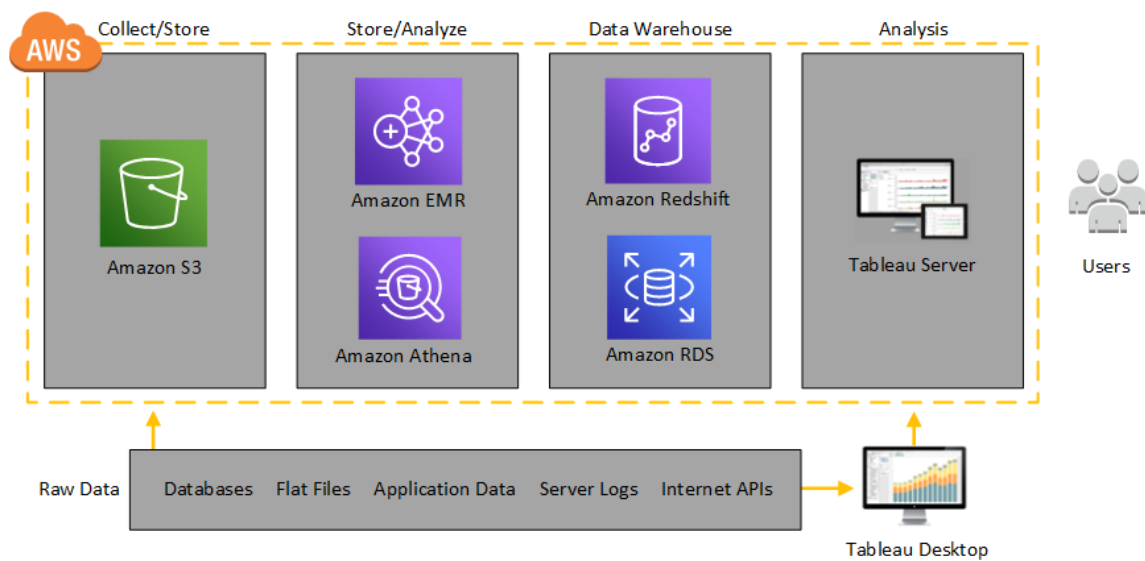 AWS
Collect/Store
Store/Analyze
Data Warehouse
Analysis
Amazon S3
Amazon EMR
Amazon Athena
Amazon Redshift
Amazon RDS
Tableau Server
Users
Raw Data
Databases
Flat Files
Application Data
Server Logs
Internet APIs
Tableau Desktop